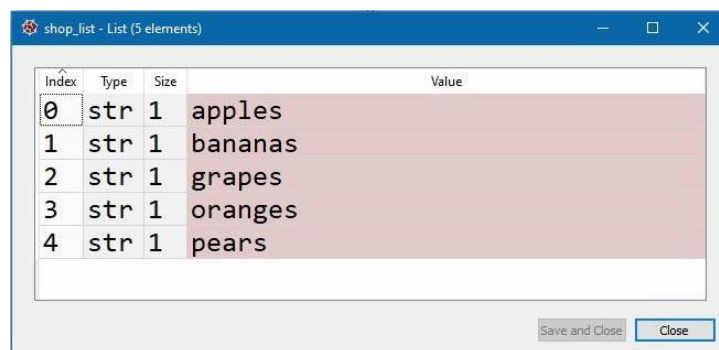 shop_list - List (5 elements)
Index Type Size Value
0 str 1 apples
1 str 1 bananas
2 str 1 grapes
3 str 1 oranges
4 str 1 pears
Save and Close Close